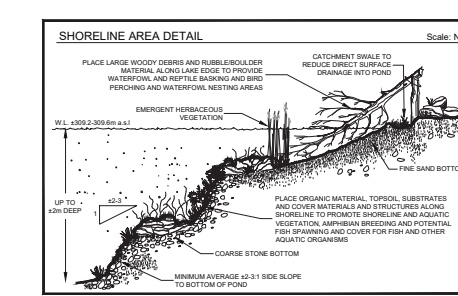 SHORELINE AREA DETAIL
Scale: N
PLACE LARGE WOODY DEBRIS AND RUBBLE/BOULDER
MATERIAL ALONG LAKE EDGE TO PROVIDE
WATERFOWL AND REPTILE BASKING AND BIRD
PERCHING AND WATERFOWL NESTING AREAS
CATCHMENT SWALE TO
REDUCE DIRECT SURFACE
DRAINAGE INTO POND
EMERGENT HERBACEOUS
VEGETATION
W.L. ±309.2-309.6m a.s.l
FINE SAND BOTTO
UP TO
±2m DEEP
±2-3
1
PLACE ORGANIC MATERIAL, TOPSOIL, SUBSTRATES
AND COVER MATERIALS AND STRUCTURES ALONG
SHORELINE TO PROMOTE SHORELINE AND AQUATIC
VEGETATION, AMPHIBIAN BREEDING AND POTENTIAL
FISH SPAWNING AND COVER FOR FISH AND OTHER
AQUATIC ORGANISMS
COARSE STONE BOTTOM
MINIMUM AVERAGE ±2-3:1 SIDE SLOPE
TO BOTTOM OF POND